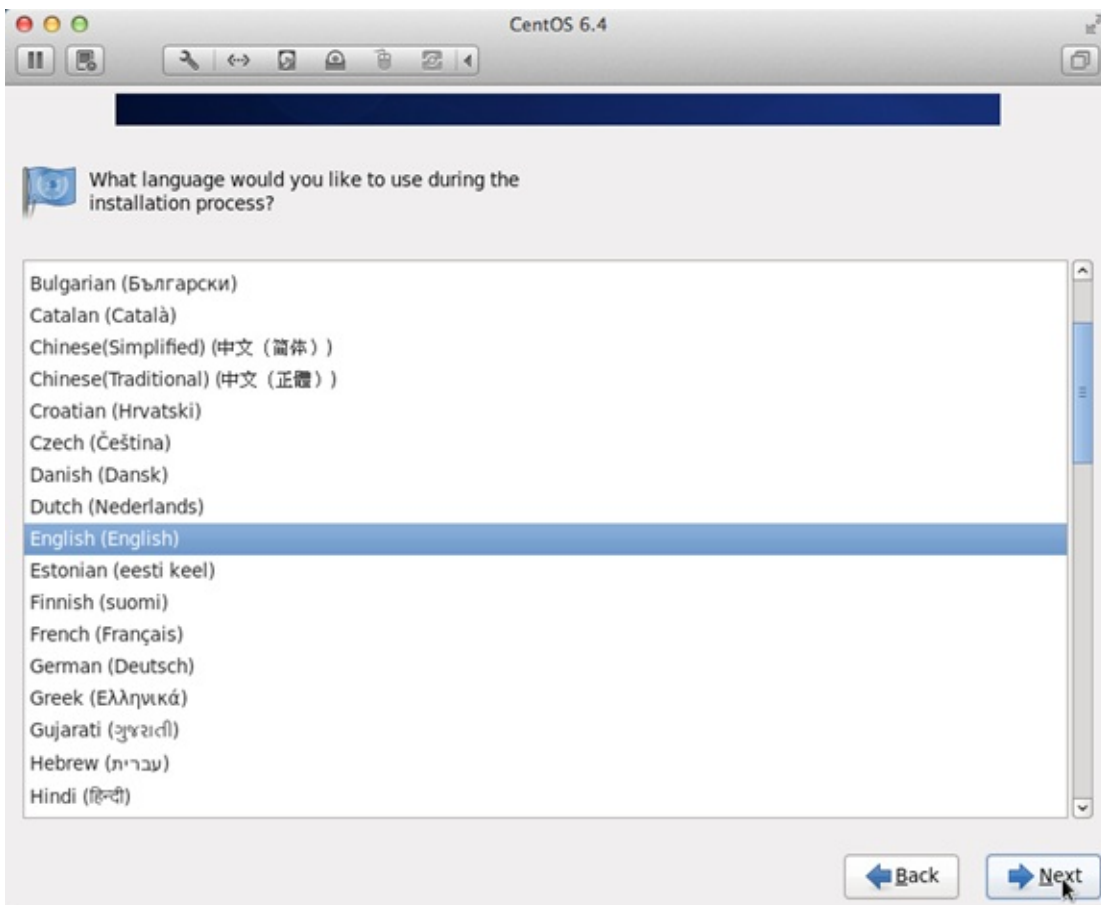 CentOS 6.4
What language would you like to use during the
installation process?
Bulgarian (Български)
Catalan (Català)
Chinese(Simplified) (中文（简体）)
Chinese(Traditional) (中文（正體）)
Croatian (Hrvatski)
Czech (Čeština)
Danish (Dansk)
Dutch (Nederlands)
English (English)
Estonian (eesti keel)
Finnish (suomi)
French (Français)
German (Deutsch)
Greek (Ελληνικά)
Gujarati (ગુજરાતી)
Hebrew (עברית)
Hindi (हिन्दी)
Back
Next